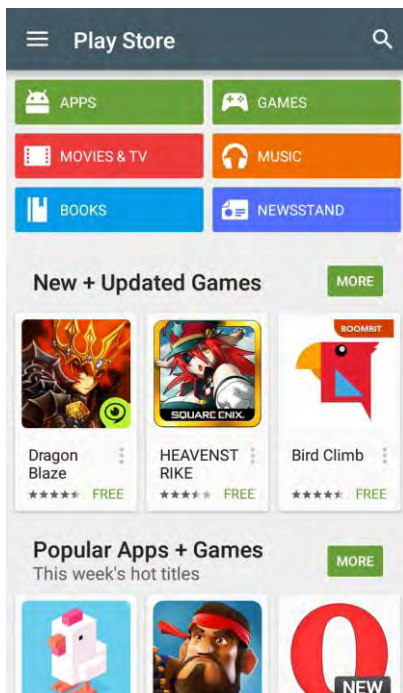 Play Store
APPS
GAMES
MOVIES & TV
MUSIC
BOOKS
NEWSSTAND
New + Updated Games
MORE
SQUARE ENIX.
BOOMBIT
Dragon
Blaze
FREE
HEAVENST
RIKE
FREE
Bird Climb
FREE
Popular Apps + Games
This week's hot titles
MORE
NEW